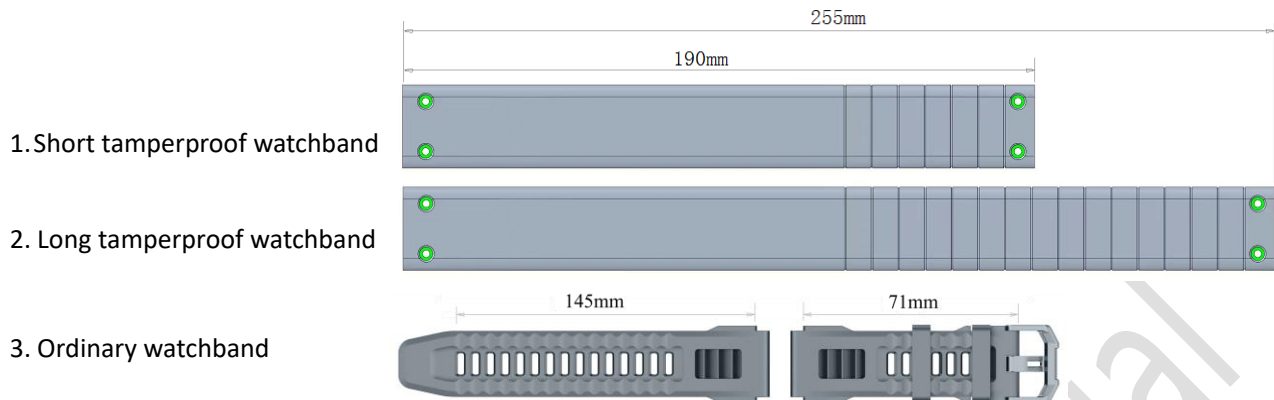 255mm
190mm
1.Short tamperproof watchband
2. Long tamperproof watchband
145mm
71mm
3. Ordinary watchband